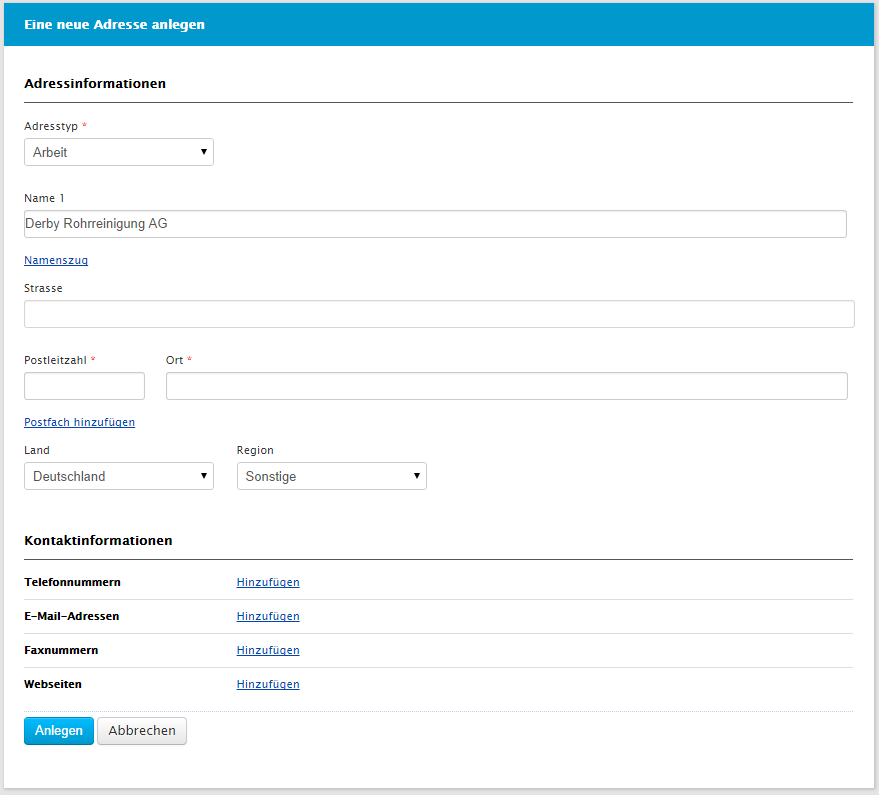 Eine neue Adresse anlegen
Adressinformationen
Adresstyp *
Arbeit
Name 1
Derby Rohrreinigung AG
Namenszug
Strasse
Postleitzahl * Ort *
Postfach hinzufügen
Land Region
Deutschland Sonstige
Kontaktinformationen
Telefonnummern Hinzufügen
E-Mail-Adressen Hinzufügen
Faxnummern Hinzufügen
Webseiten Hinzufügen
Anlegen Abbrechen